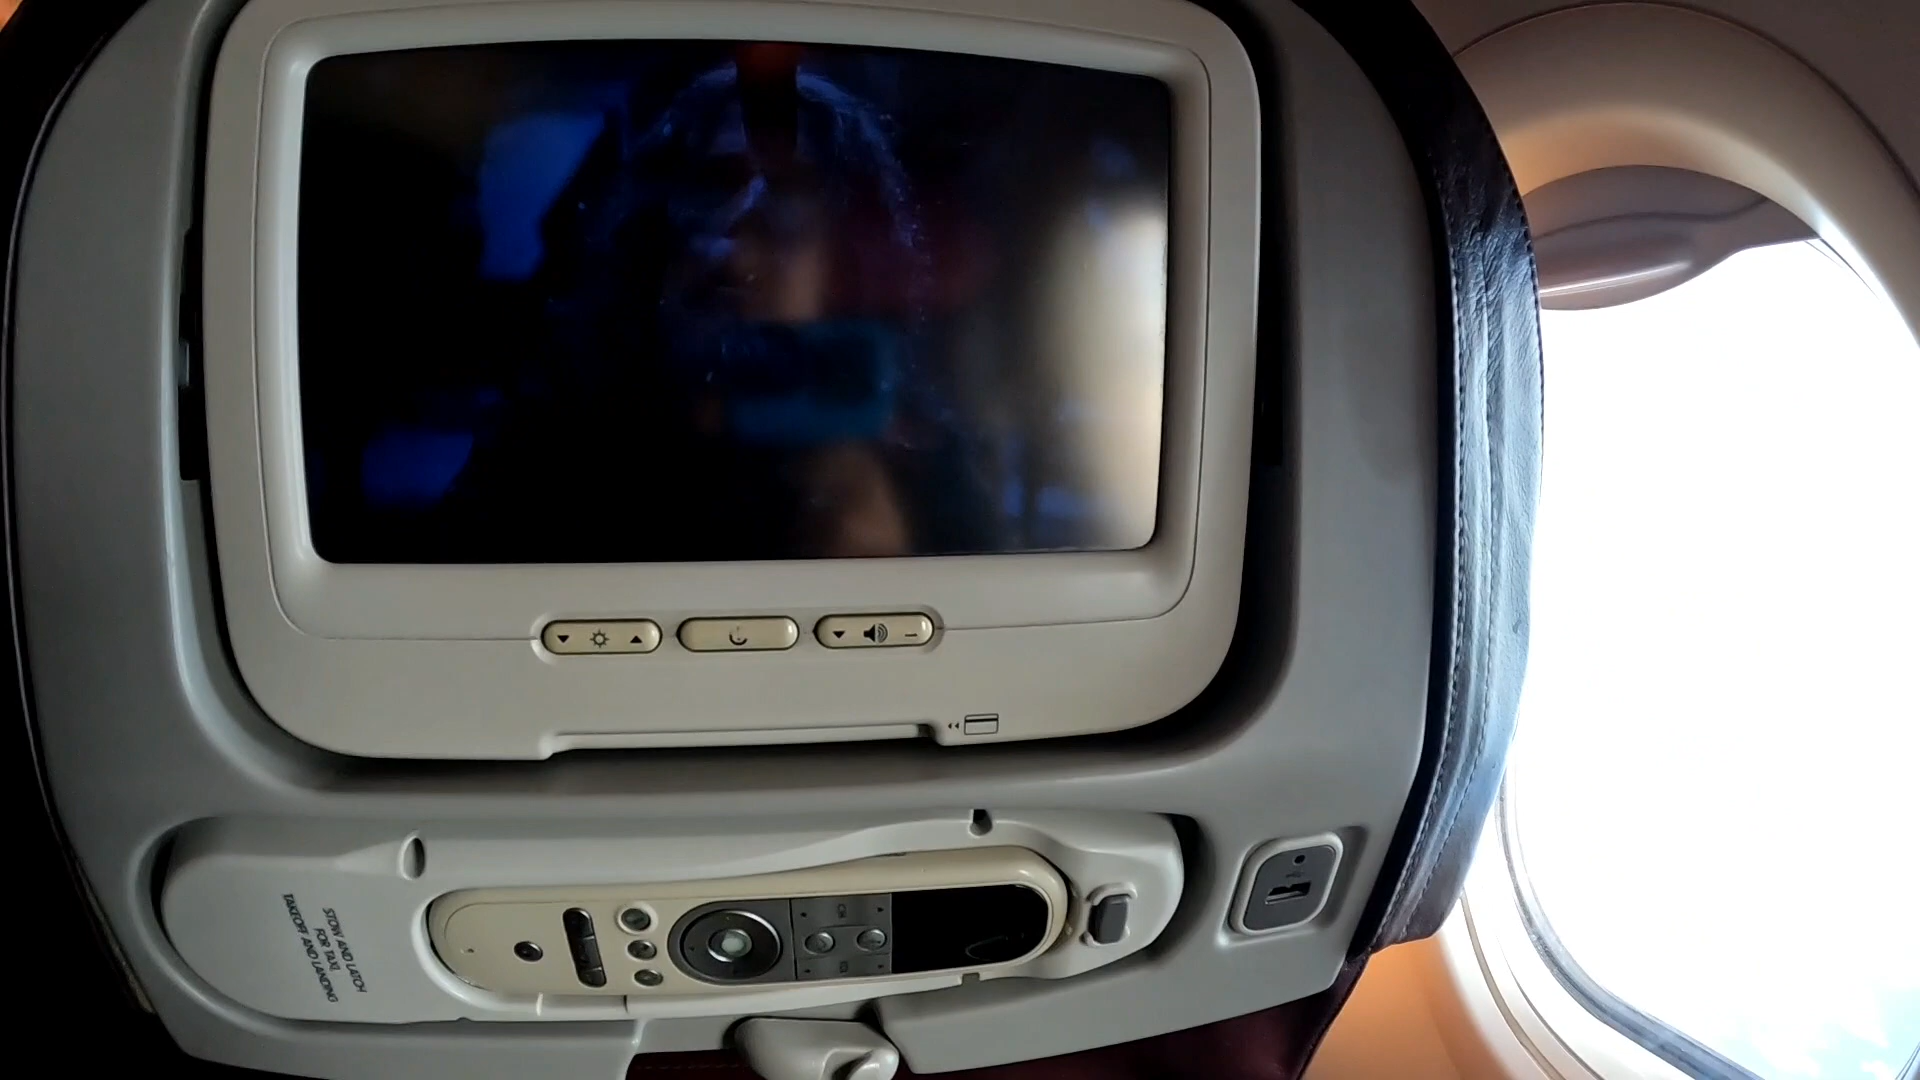 STOW AND LATCH
FOR TAXI,
TAKEOFF AND LANDING